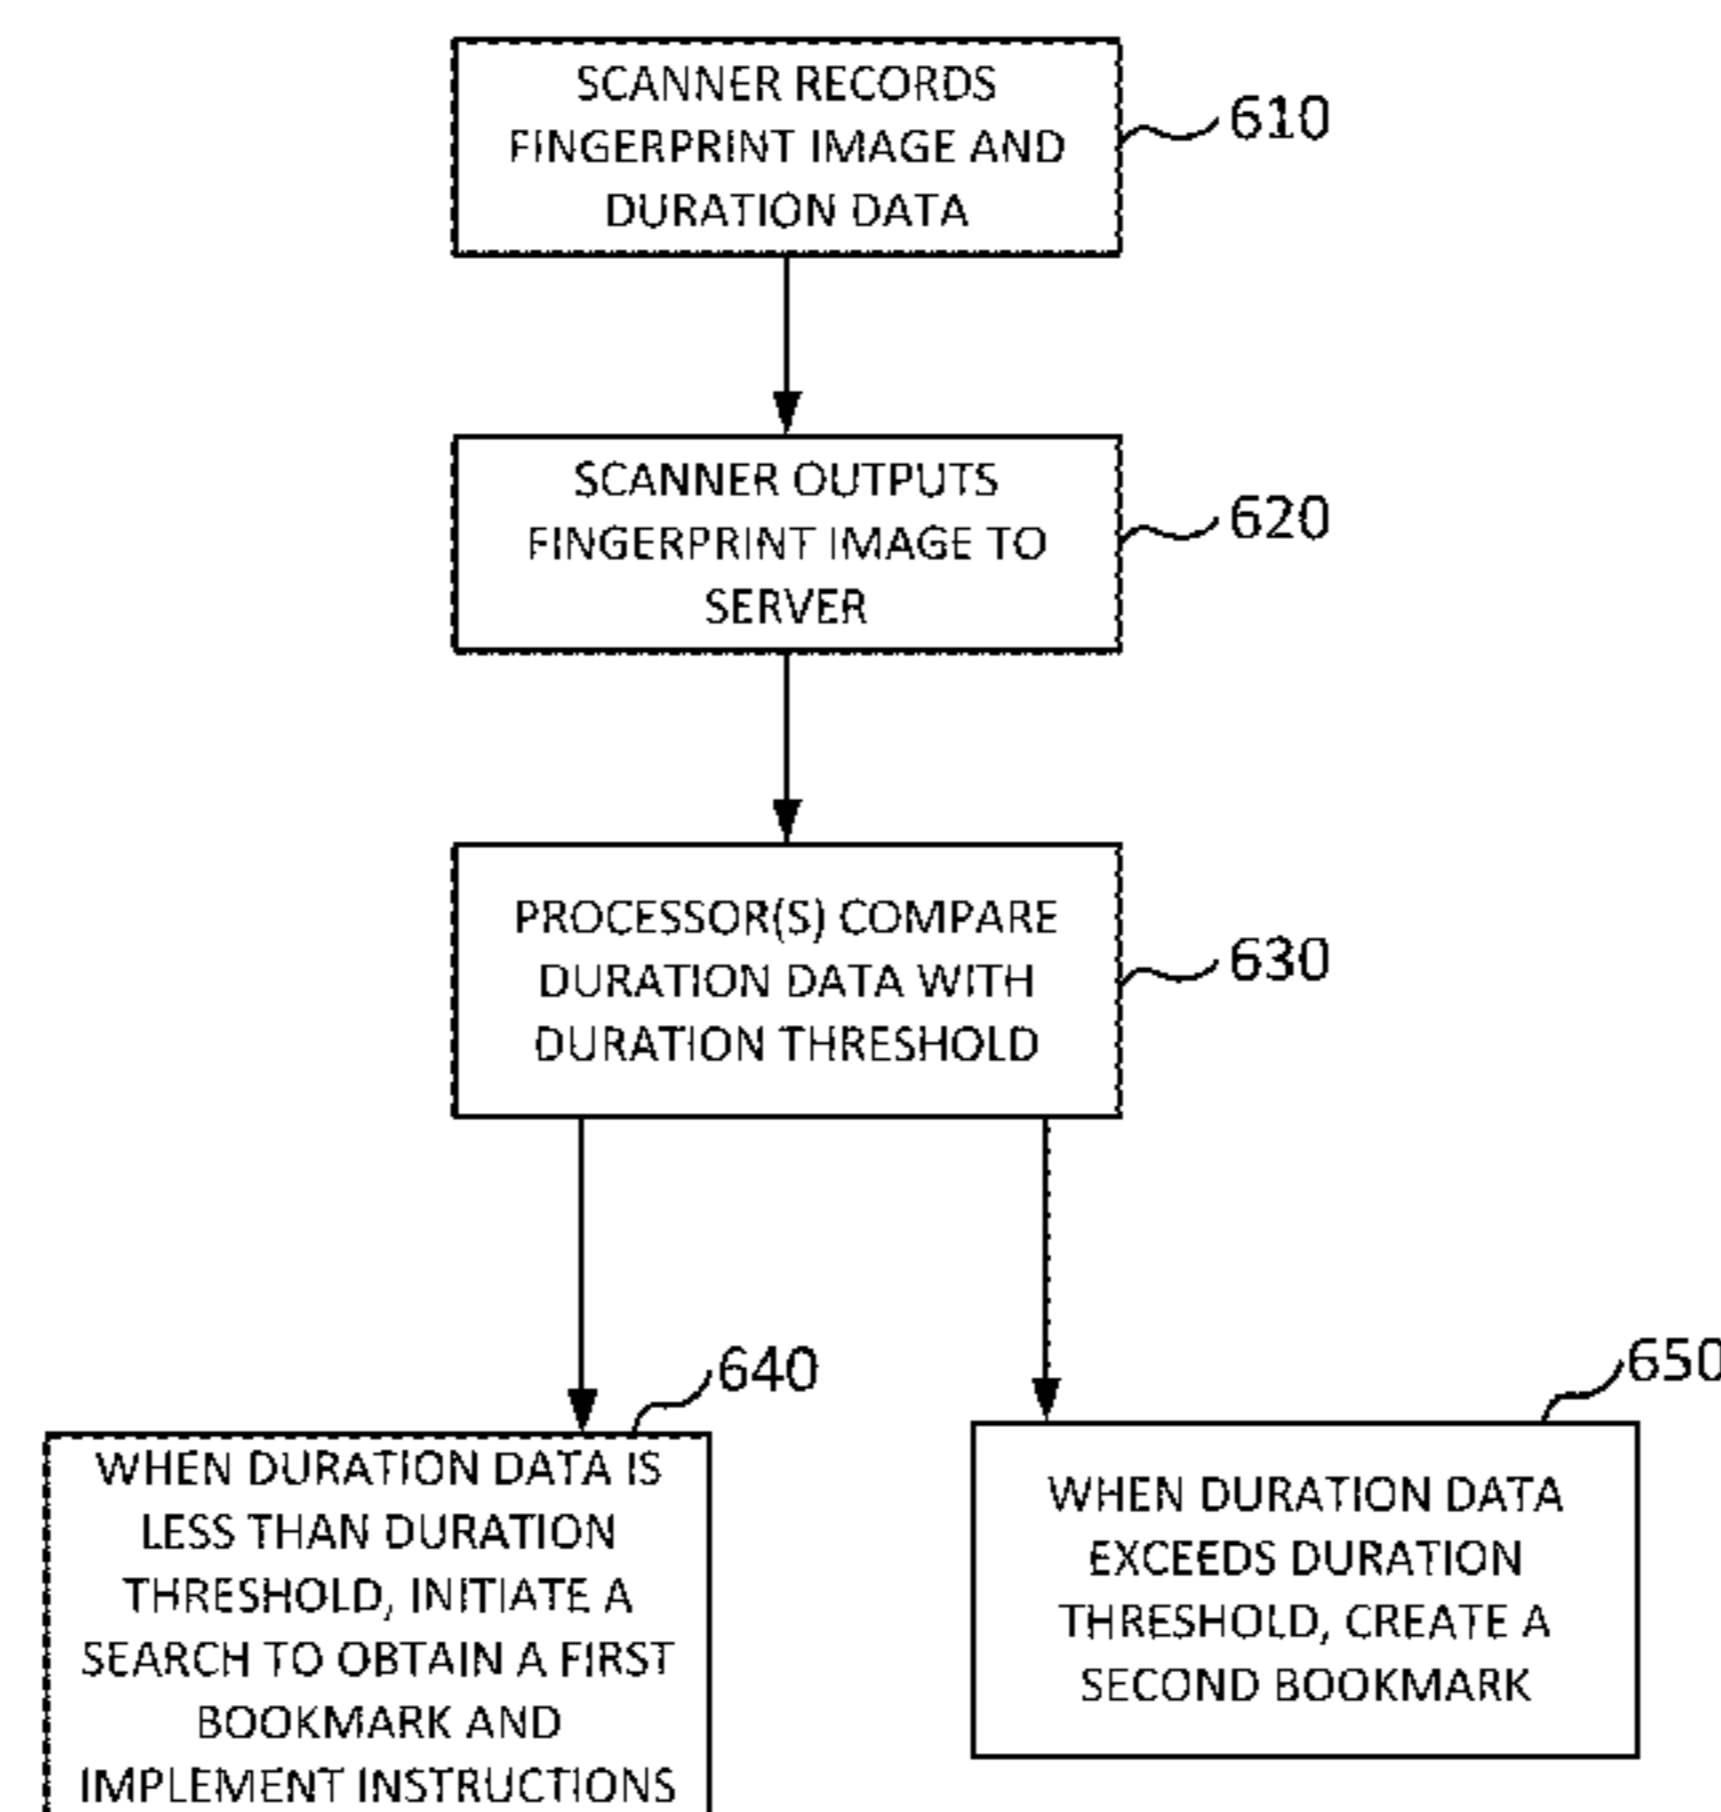 SCANNER RECORDS
FINGERPRINT IMAGE AND
DURATION DATA
610
SCANNER OUTPUTS
FINGERPRINT IMAGE TO
SERVER
620
PROCESSOR(S) COMPARE
DURATION DATA WITH
DURATION THRESHOLD
630
640
WHEN DURATION DATA IS
LESS THAN DURATION
THRESHOLD, INITIATE A
SEARCH TO OBTAIN A FIRST
BOOKMARK AND
IMPLEMENT INSTRUCTIONS
650
WHEN DURATION DATA
EXCEEDS DURATION
THRESHOLD, CREATE A
SECOND BOOKMARK